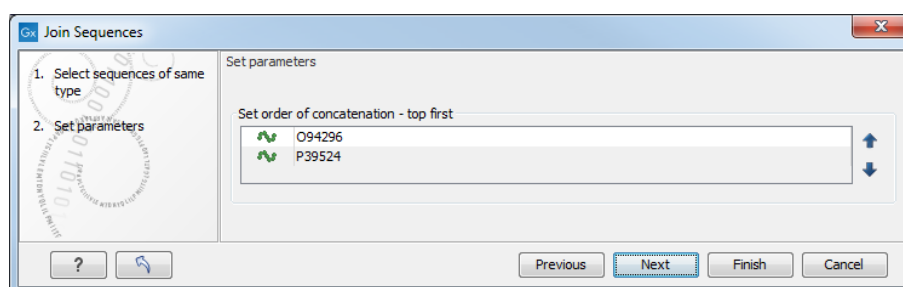 Gx Join Sequences
X
1. Select sequences of same
type
2. Set parameters
Set parameters
Set order of concatenation - top first
O94296
P39524
?
Previous
Next
Finish
Cancel